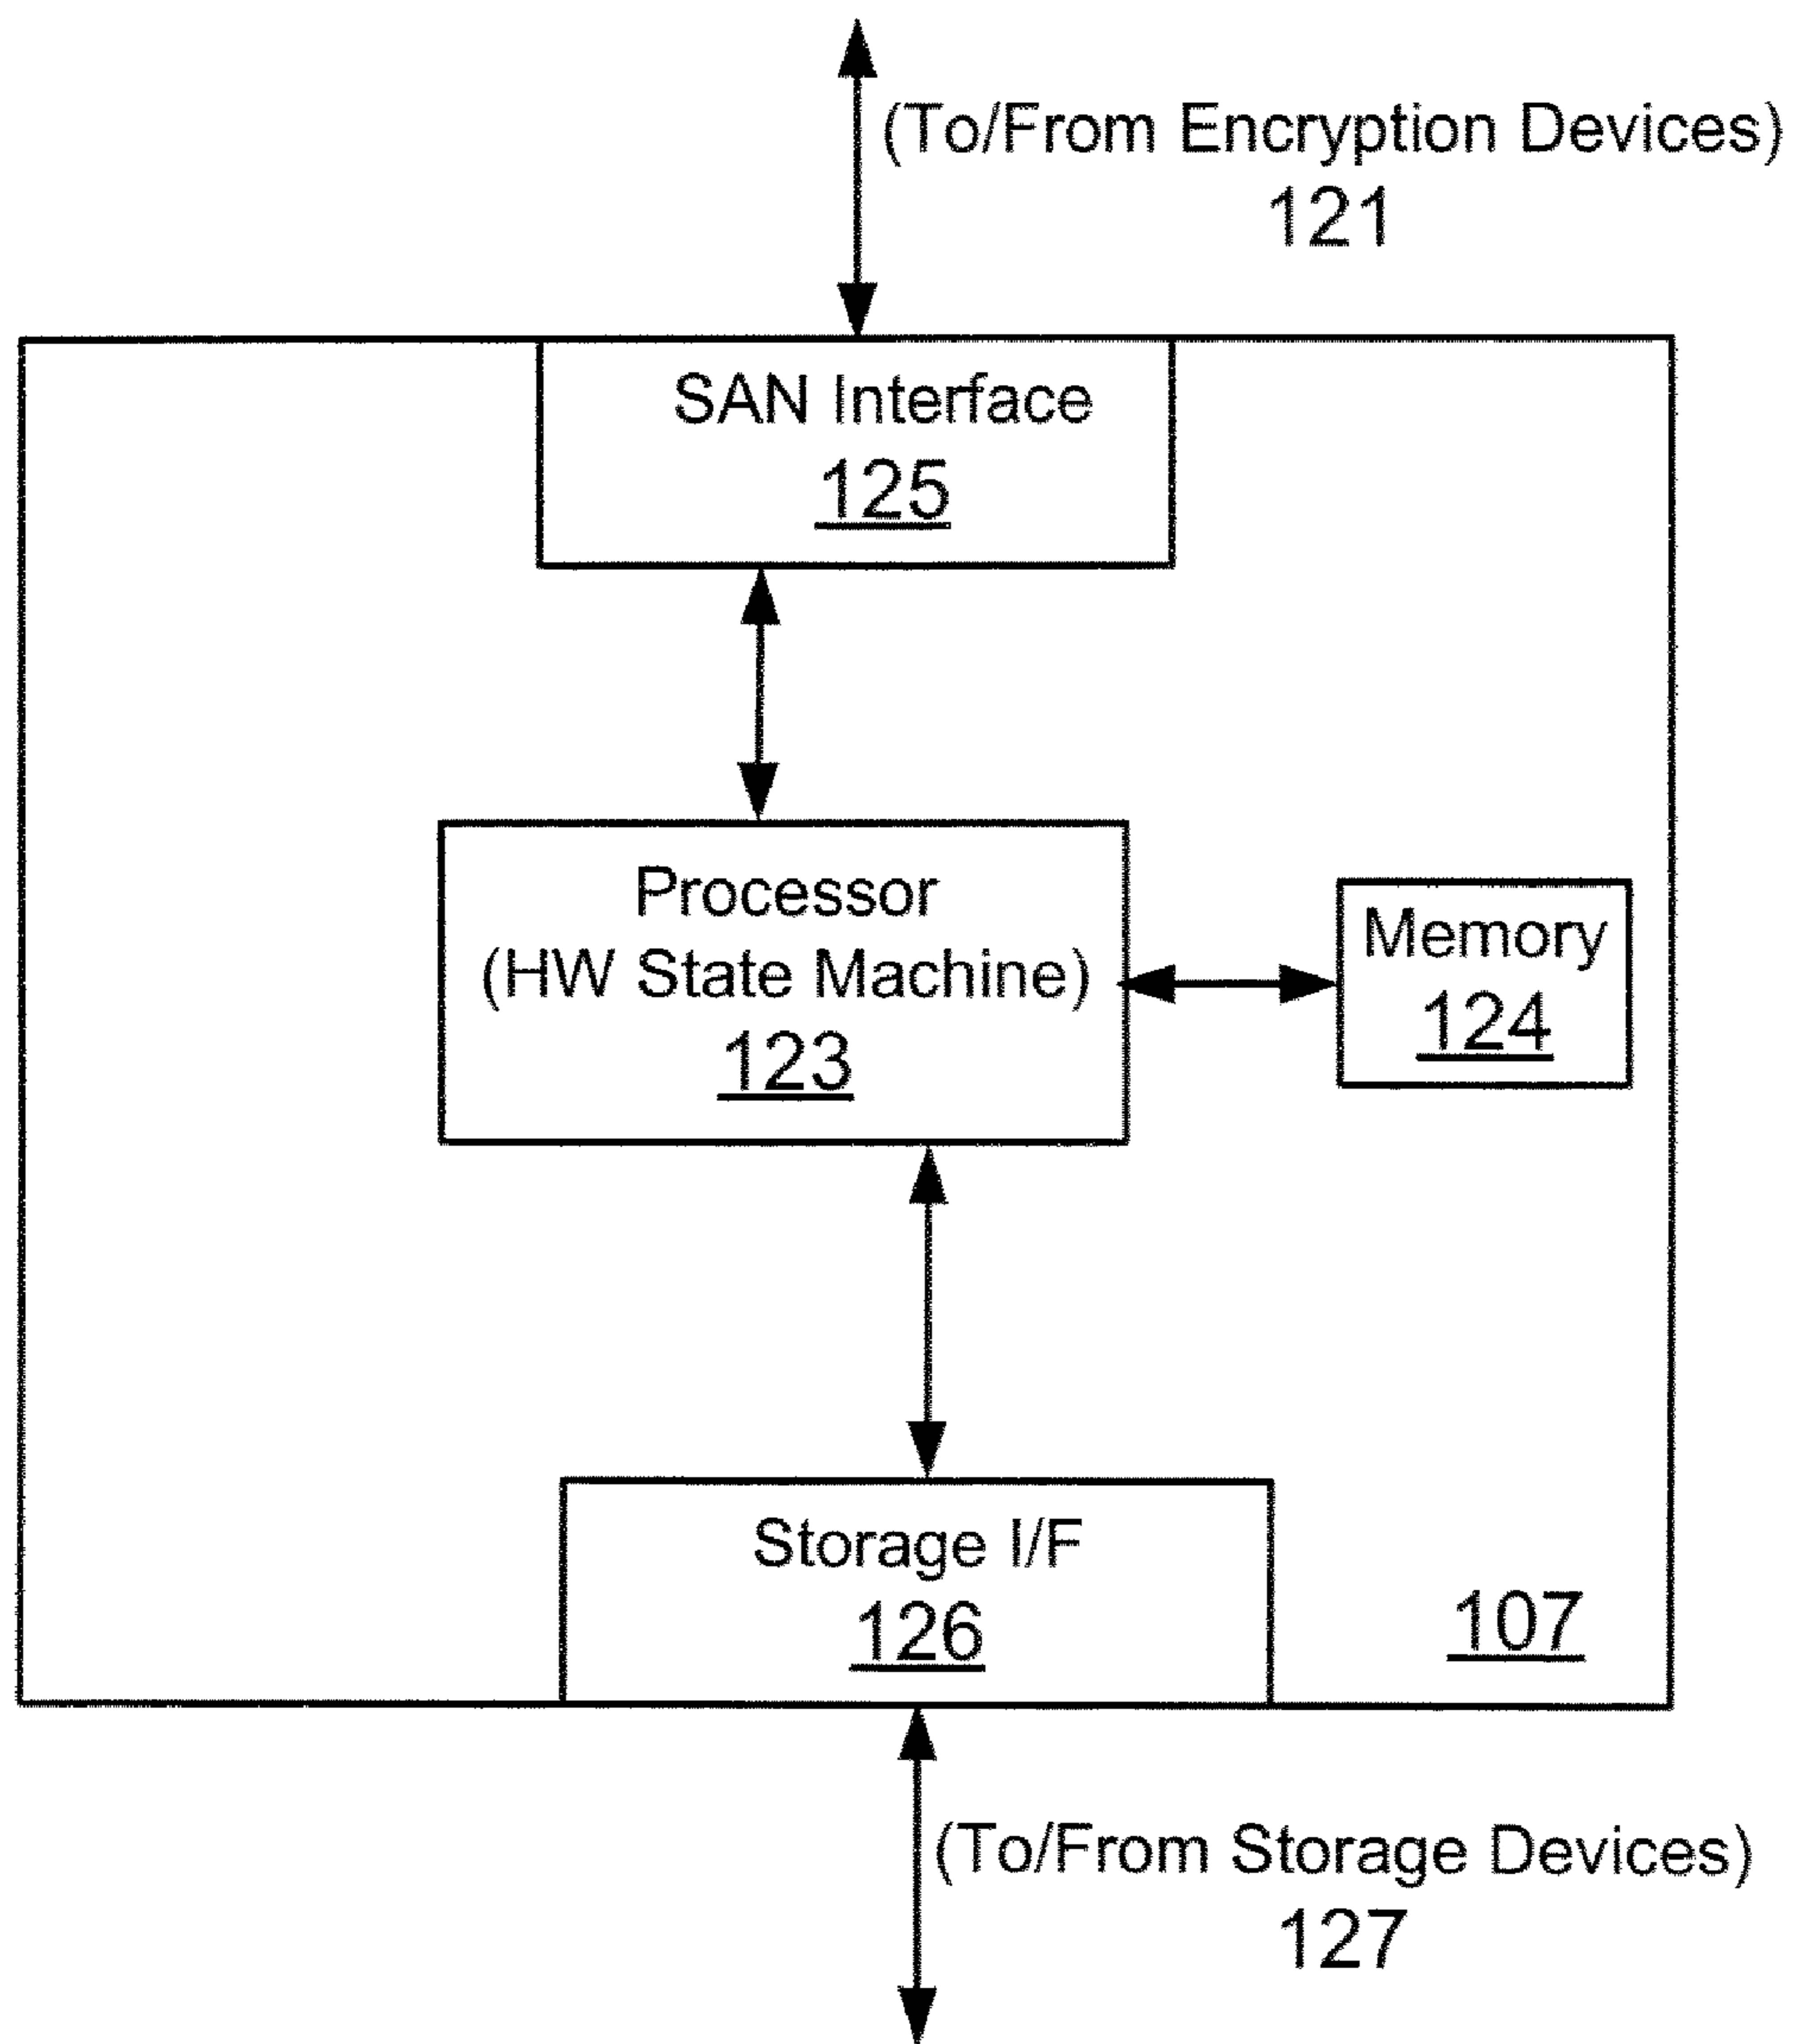 (To/From Encryption Devices)
121
SAN Interface
125
Processor
(HW State Machine)
123
Memory
124
Storage I/F
126
107
(To/From Storage Devices)
127